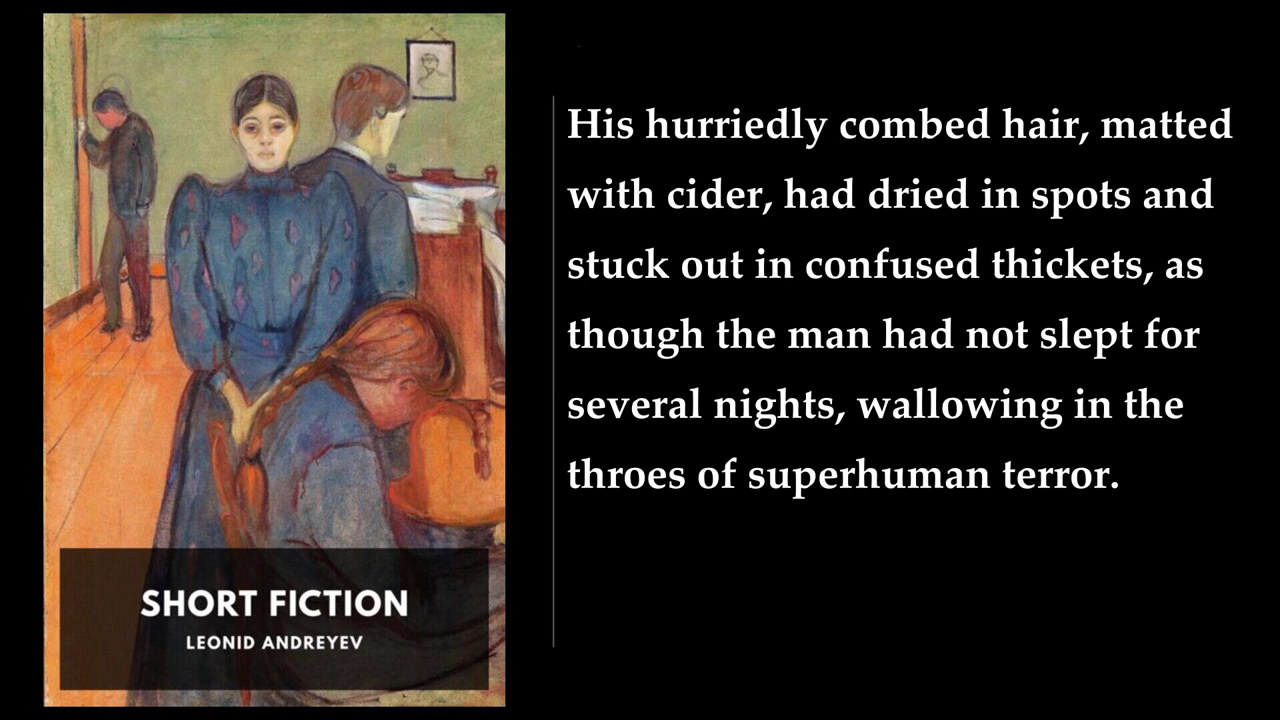 His hurriedly combed hair, matted
with cider, had dried in spots and
stuck out in confused thickets, as
though the man had not slept for
several nights, wallowing in the
throes of superhuman terror.
SHORT FICTION
LEONID ANDREYEV